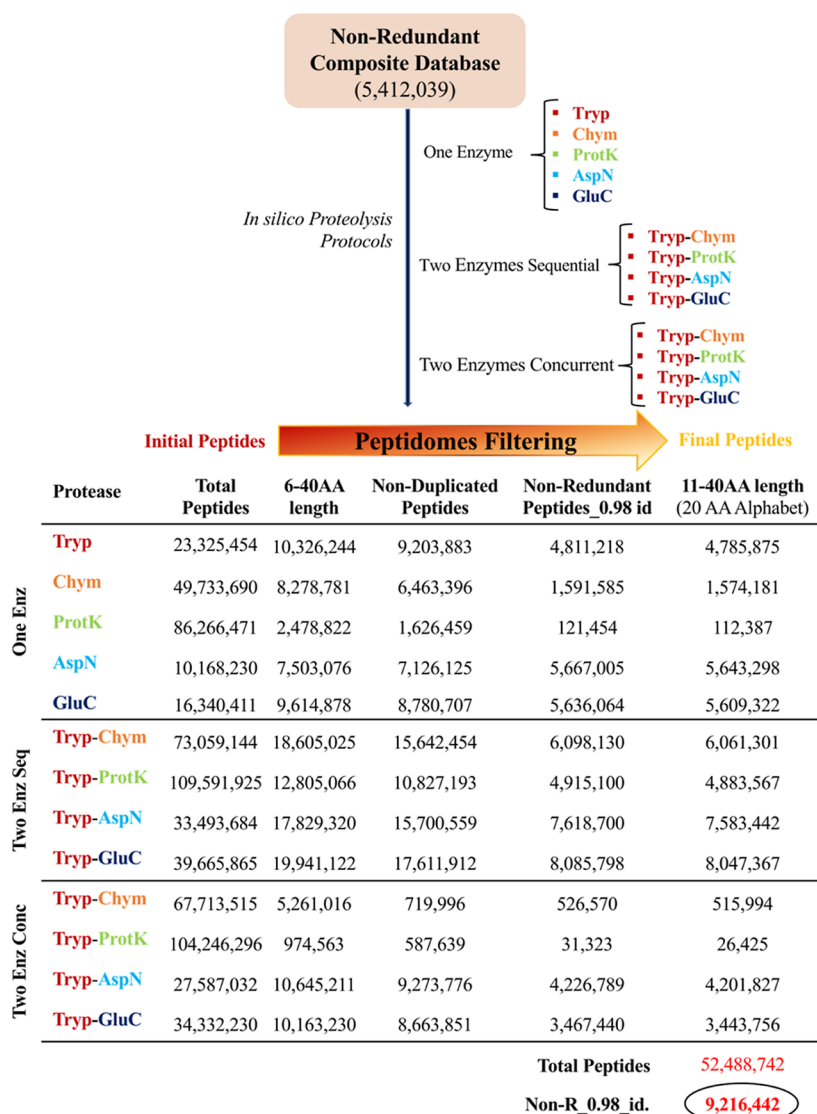 Non-Redundant
Composite Database
(5,412,039)
In silico Proteolysis
Protocols
One Enzyme
▪ Tryp
▪ Chym
▪ ProtK
▪ AspN
▪ GluC
Two Enzymes Sequential
▪ Tryp-Chym
▪ Tryp-ProtK
▪ Tryp-AspN
▪ Tryp-GluC
Two Enzymes Concurrent
▪ Tryp-Chym
▪ Tryp-ProtK
▪ Tryp-AspN
▪ Tryp-GluC
Initial Peptides Peptidomes Filtering Final Peptides
Protease Total Peptides 6-40AA length Non-Duplicated Peptides Non-Redundant Peptides_0.98 id 11-40AA length (20 AA Alphabet)
One Enz
Tryp 23,325,454 10,326,244 9,203,883 4,811,218 4,785,875
Chym 49,733,690 8,278,781 6,463,396 1,591,585 1,574,181
ProtK 86,266,471 2,478,822 1,626,459 121,454 112,387
AspN 10,168,230 7,503,076 7,126,125 5,667,005 5,643,298
GluC 16,340,411 9,614,878 8,780,707 5,636,064 5,609,322
Two Enz Seq
Tryp-Chym 73,059,144 18,605,025 15,642,454 6,098,130 6,061,301
Tryp-ProtK 109,591,925 12,805,066 10,827,193 4,915,100 4,883,567
Tryp-AspN 33,493,684 17,829,320 15,700,559 7,618,700 7,583,442
Tryp-GluC 39,665,865 19,941,122 17,611,912 8,085,798 8,047,367
Two Enz Conc
Tryp-Chym 67,713,515 5,261,016 719,996 526,570 515,994
Tryp-ProtK 104,246,296 974,563 587,639 31,323 26,425
Tryp-AspN 27,587,032 10,645,211 9,273,776 4,226,789 4,201,827
Tryp-GluC 34,332,230 10,163,230 8,663,851 3,467,440 3,443,756
Total Peptides 52,488,742
Non-R_0.98_id. 9,216,442